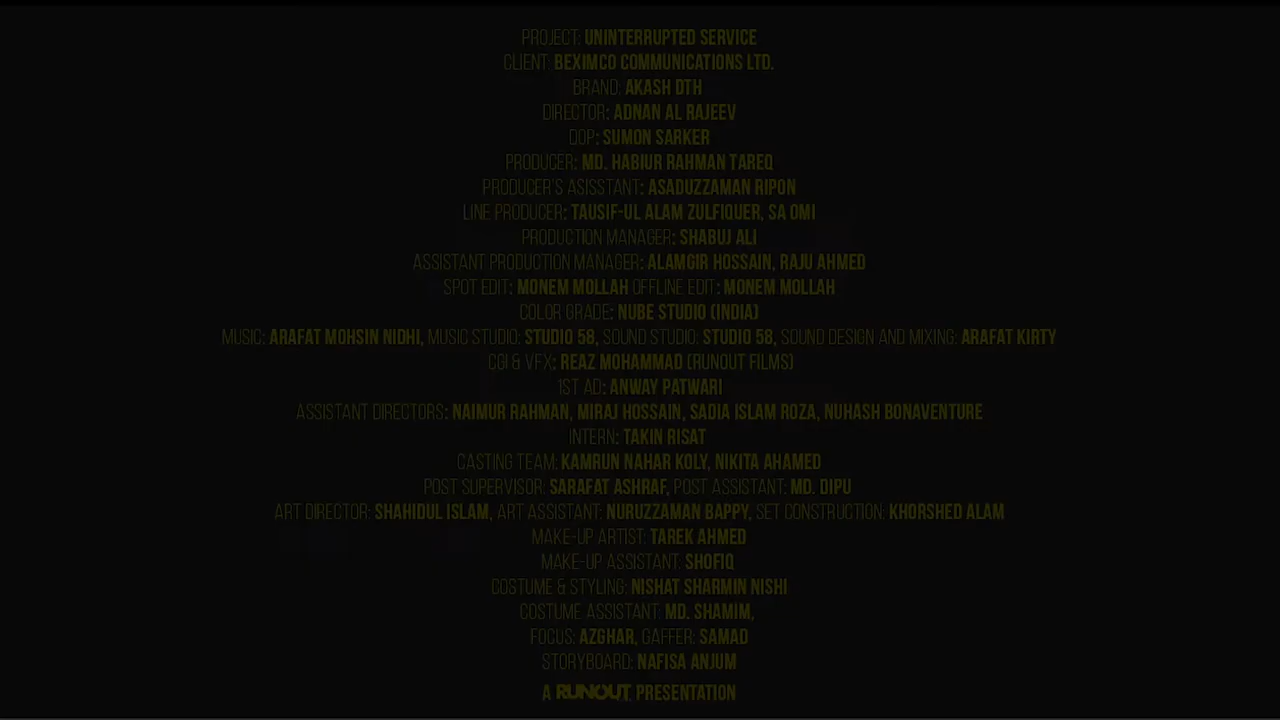 PROJECT: UNINTERRUPTED SERVICE
CLIENT: BEXIMCO COMMUNICATIONS LTD.
BRAND: AKASH DTH
DIRECTOR: ADNAN AL RAJEEV
DOP: SUMON SARKER
PRODUCER: MD. HABIUR RAHMAN TAREQ
PRODUCER'S ASISSTANT: ASADUZZAMAN RIPON
LINE PRODUCER: TAUSIF-UL ALAM ZULFIQUER, SA OMI
PRODUCTION MANAGER: SHABUJ ALI
ASSISTANT PRODUCTION MANAGER: ALAMGIR HOSSAIN, RAJU AHMED
SPOT EDIT: MONEM MOLLAH OFFLINE EDIT: MONEM MOLLAH
COLOR GRADE: NUBE STUDIO (INDIA)
MUSIC: ARAFAT MOHSIN NIDHI, MUSIC STUDIO: STUDIO 58, SOUND STUDIO: STUDIO 58, SOUND DESIGN AND MIXING: ARAFAT KIRTY
CGI & VFX: REAZ MOHAMMAD (RUNOUT FILMS)
1ST AD: ANWAY PATWARI
ASSISTANT DIRECTORS: NAIMUR RAHMAN, MIRAJ HOSSAIN, SADIA ISLAM ROZA, NUHASH BONAVENTURE
INTERN: TAKIN RISAT
CASTING TEAM: KAMRUN NAHAR KOLY, NIKITA AHAMED
POST SUPERVISOR: SARAFAT ASHRAF, POST ASSISTANT: MD. DIPU
ART DIRECTOR: SHAHIDUL ISLAM, ART ASSISTANT: NURUZZAMAN BAPPY, SET CONSTRUCTION: KHORSHED ALAM
MAKE-UP ARTIST: TAREK AHMED
MAKE-UP ASSISTANT: SHOFIQ
COSTUME & STYLING: NISHAT SHARMIN NISHI
COSTUME ASSISTANT: MD. SHAMIM,
FOCUS: AZGHAR, GAFFER: SAMAD
STORYBOARD: NAFISA ANJUM
A RUNOUT PRESENTATION